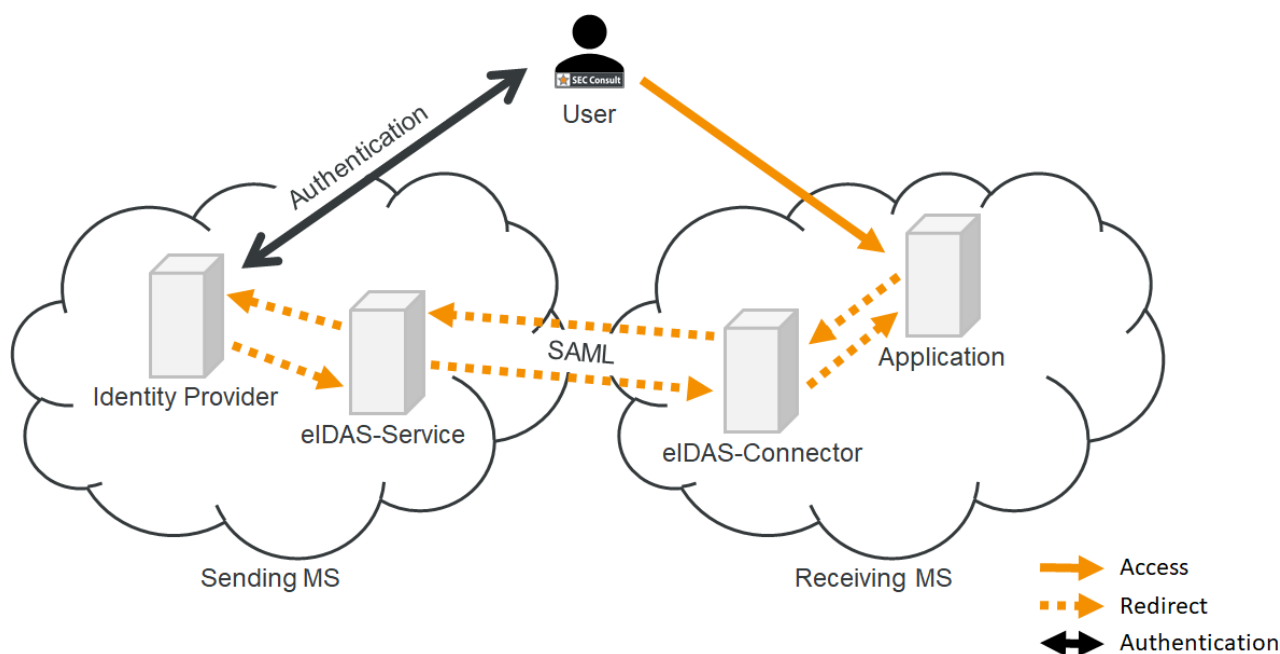 SEC Consult
User
Authentication
SAML
Application
Identity Provider
eIDAS-Service
eIDAS-Connector
Sending MS
Receiving MS
Access
Redirect
Authentication